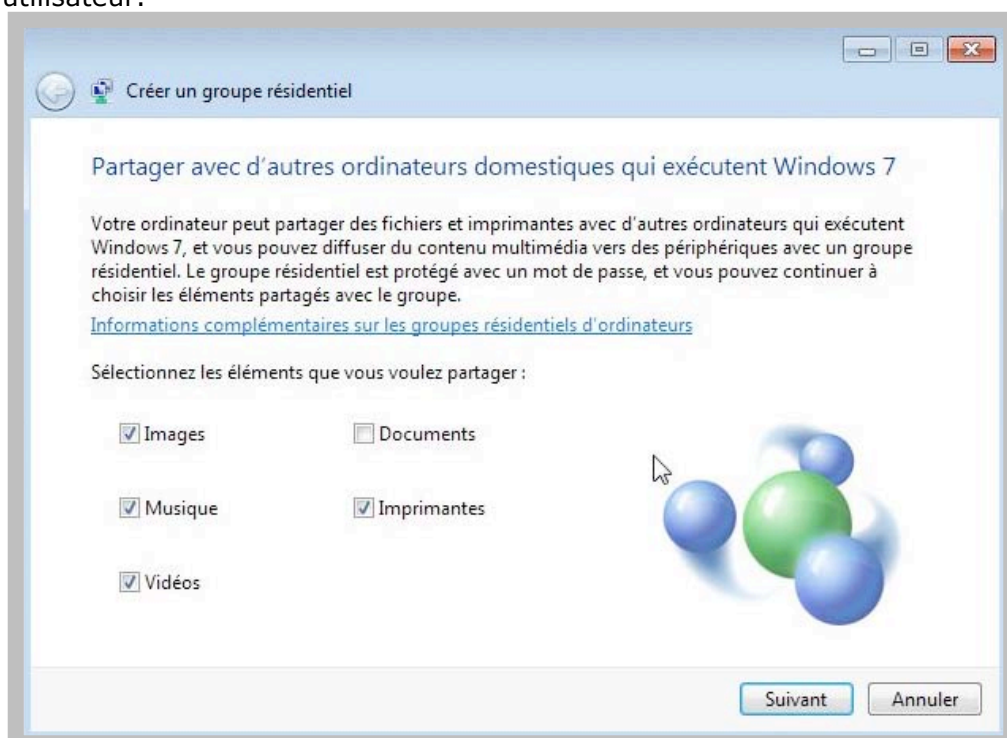 utilisateur.
Créer un groupe résidentiel
Partager avec d'autres ordinateurs domestiques qui exécutent Windows 7
Votre ordinateur peut partager des fichiers et imprimantes avec d'autres ordinateurs qui exécutent
Windows 7, et vous pouvez diffuser du contenu multimédia vers des périphériques avec un groupe
résidentiel. Le groupe résidentiel est protégé avec un mot de passe, et vous pouvez continuer à
choisir les éléments partagés avec le groupe.
Informations complémentaires sur les groupes résidentiels d'ordinateurs
Sélectionnez les éléments que vous voulez partager :
Images Documents
Musique Imprimantes
Vidéos
Suivant Annuler